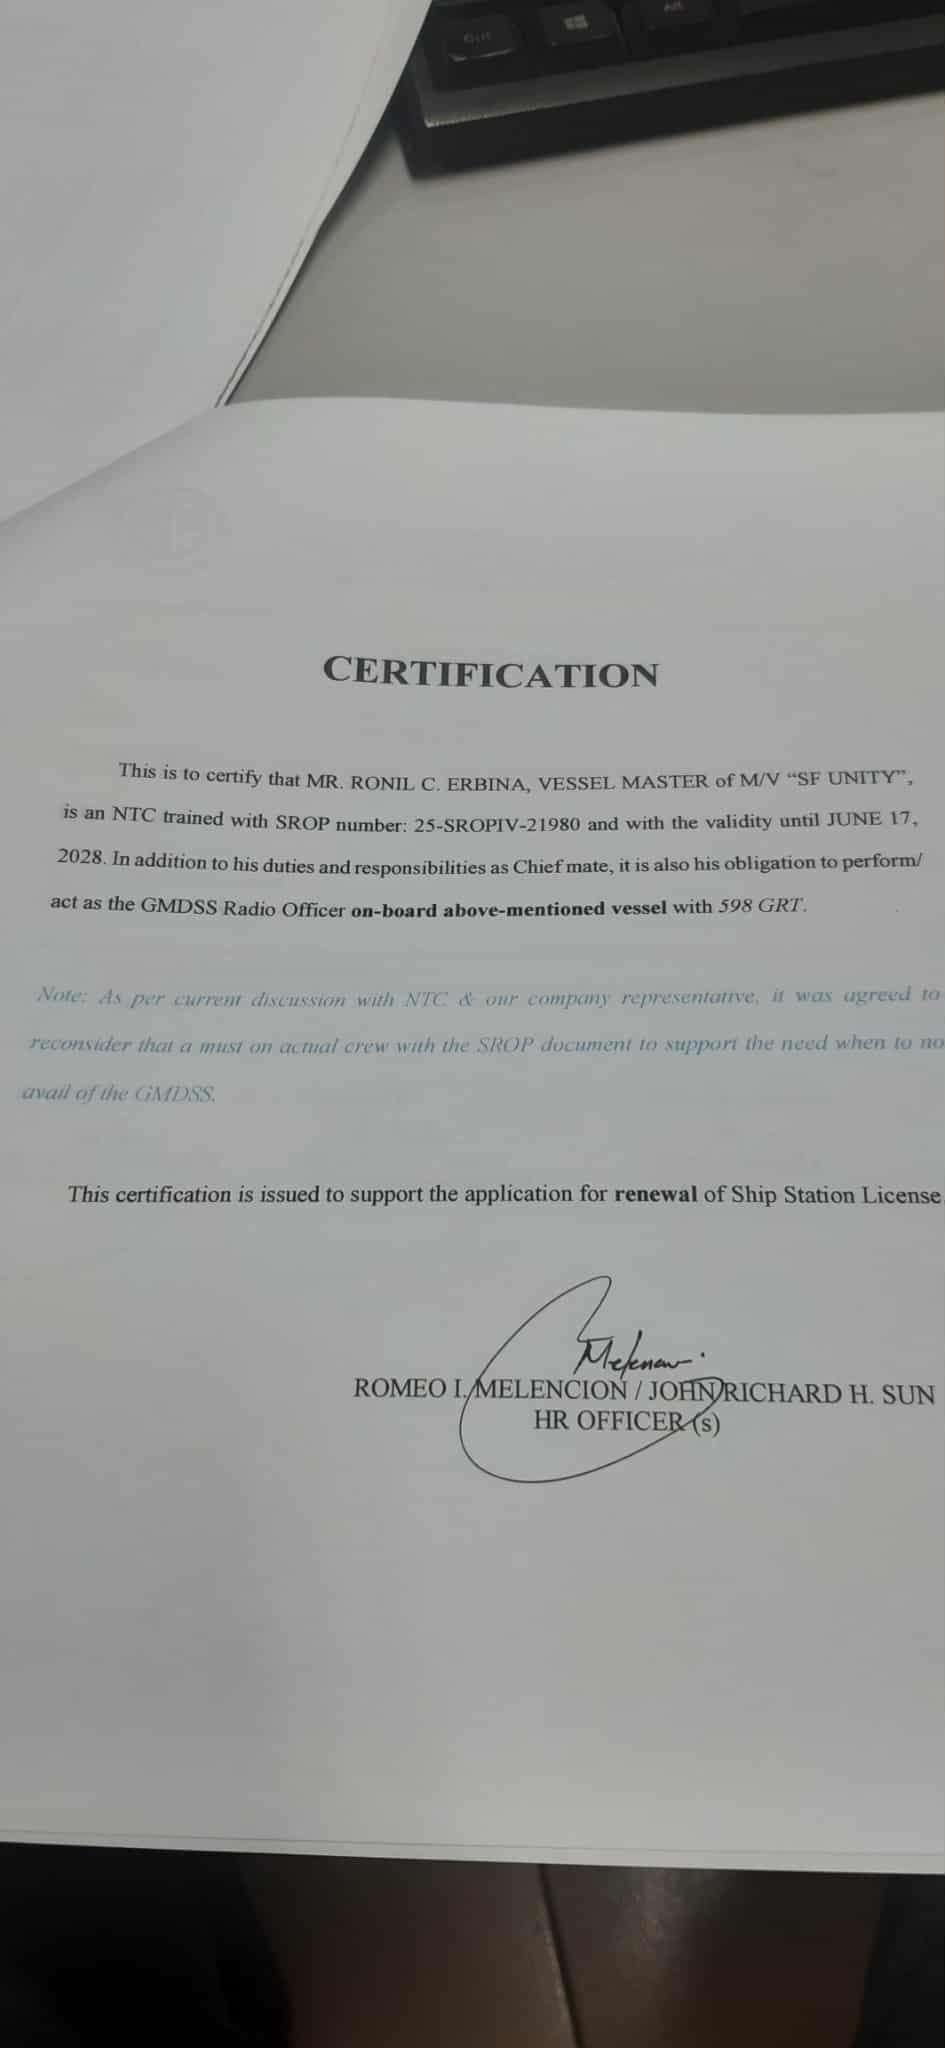 Ctrl
Alt
CERTIFICATION
This is to certify that MR. RONIL C. ERBINA, VESSEL MASTER of M/V “SF UNITY”,
is an NTC trained with SROP number: 25-SROPIV-21980 and with the validity until JUNE 17,
2028. In addition to his duties and responsibilities as Chief mate, it is also his obligation to perform/
act as the GMDSS Radio Officer on-board above-mentioned vessel with 598 GRT.
Note: As per current discussion with NTC & our company representative, it was agreed to
reconsider that a must on actual crew with the SROP document to support the need when to no
avail of the GMDSS.
This certification is issued to support the application for renewal of Ship Station License.
ROMEO I. MELENCION / JOHN RICHARD H. SUN
HR OFFICER (s)